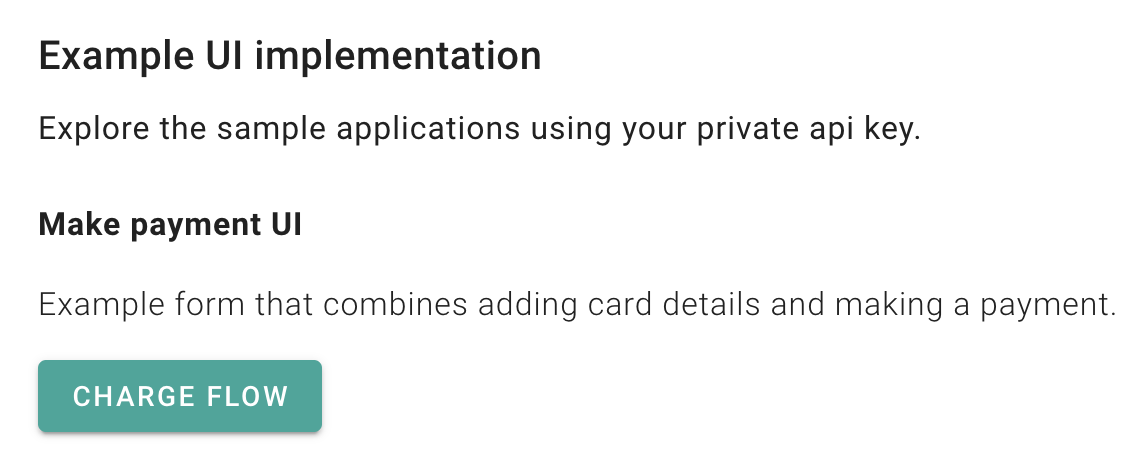 Example UI implementation
Explore the sample applications using your private api key.
Make payment UI
Example form that combines adding card details and making a payment.
CHARGE FLOW